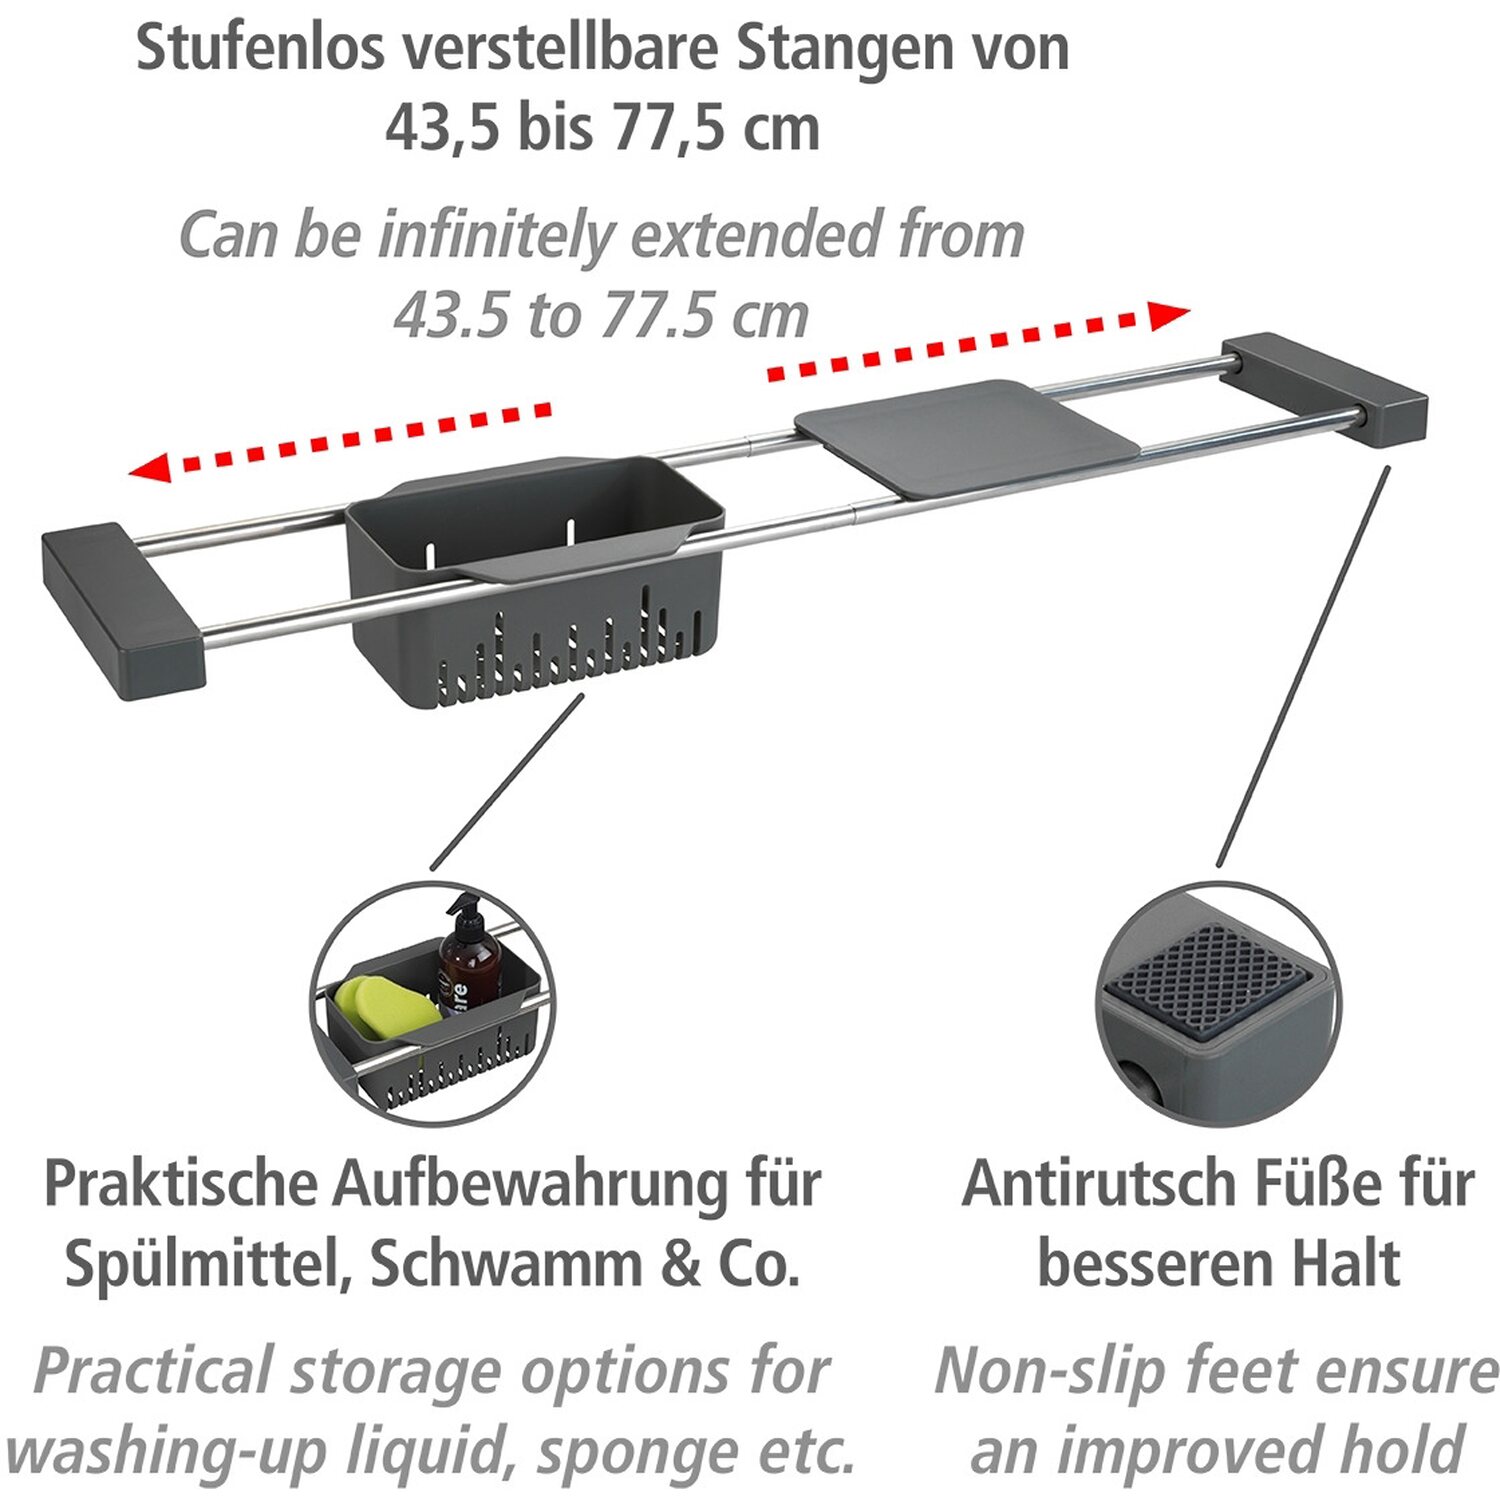 Stufenlos verstellbare Stangen von
43,5 bis 77,5 cm
Can be infinitely extended from
43.5 to 77.5 cm
are
Praktische Aufbewahrung für
Spülmittel, Schwamm & Co.
Practical storage options for
washing-up liquid, sponge etc.
Antirutsch Füße für
besseren Halt
Non-slip feet ensure
an improved hold